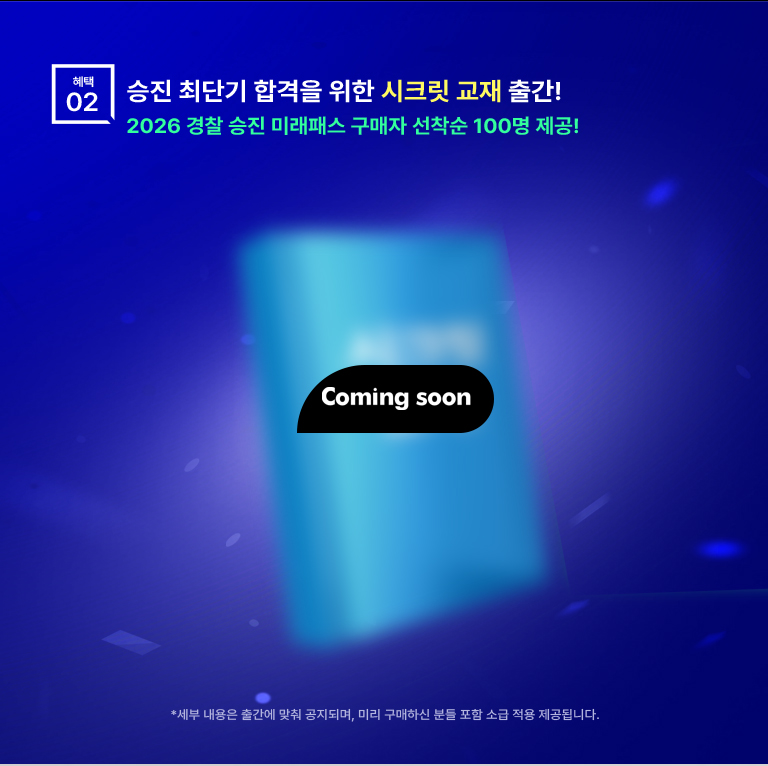 혜택
02
승진 최단기 합격을 위한 시크릿 교재 출간!
2026 경찰 승진 미래패스 구매자 선착순 100명 제공!
Coming soon
*세부 내용은 출간에 맞춰 공지되며, 미리 구매하신 분들 포함 소급 적용 제공됩니다.